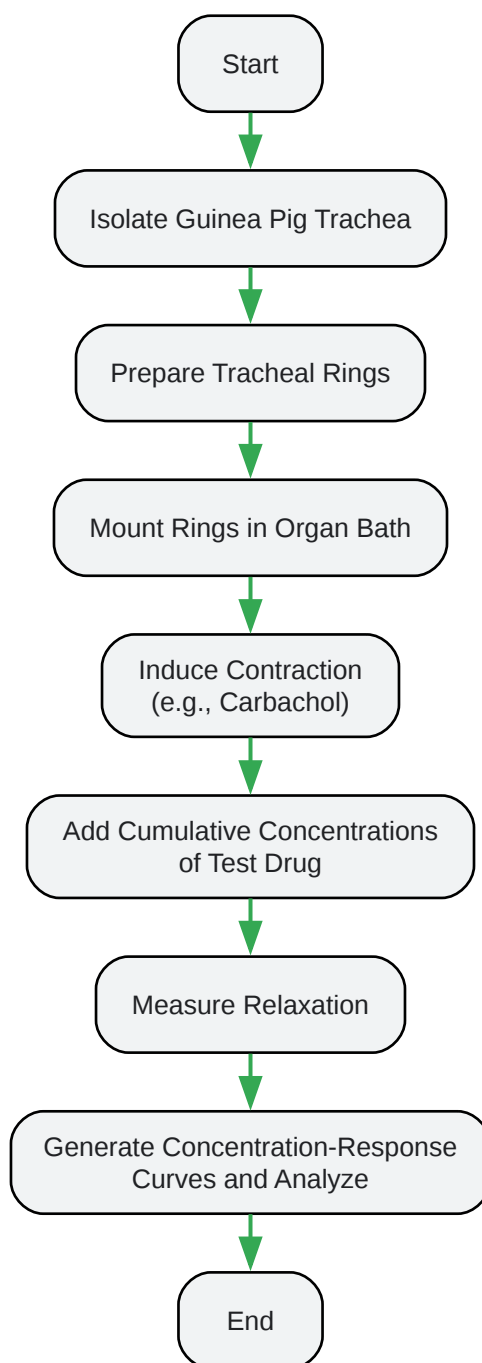 Start
Isolate Guinea Pig Trachea
Prepare Tracheal Rings
Mount Rings in Organ Bath
Induce Contraction
(e.g., Carbachol)
Add Cumulative Concentrations
of Test Drug
Measure Relaxation
Generate Concentration-Response
Curves and Analyze
End